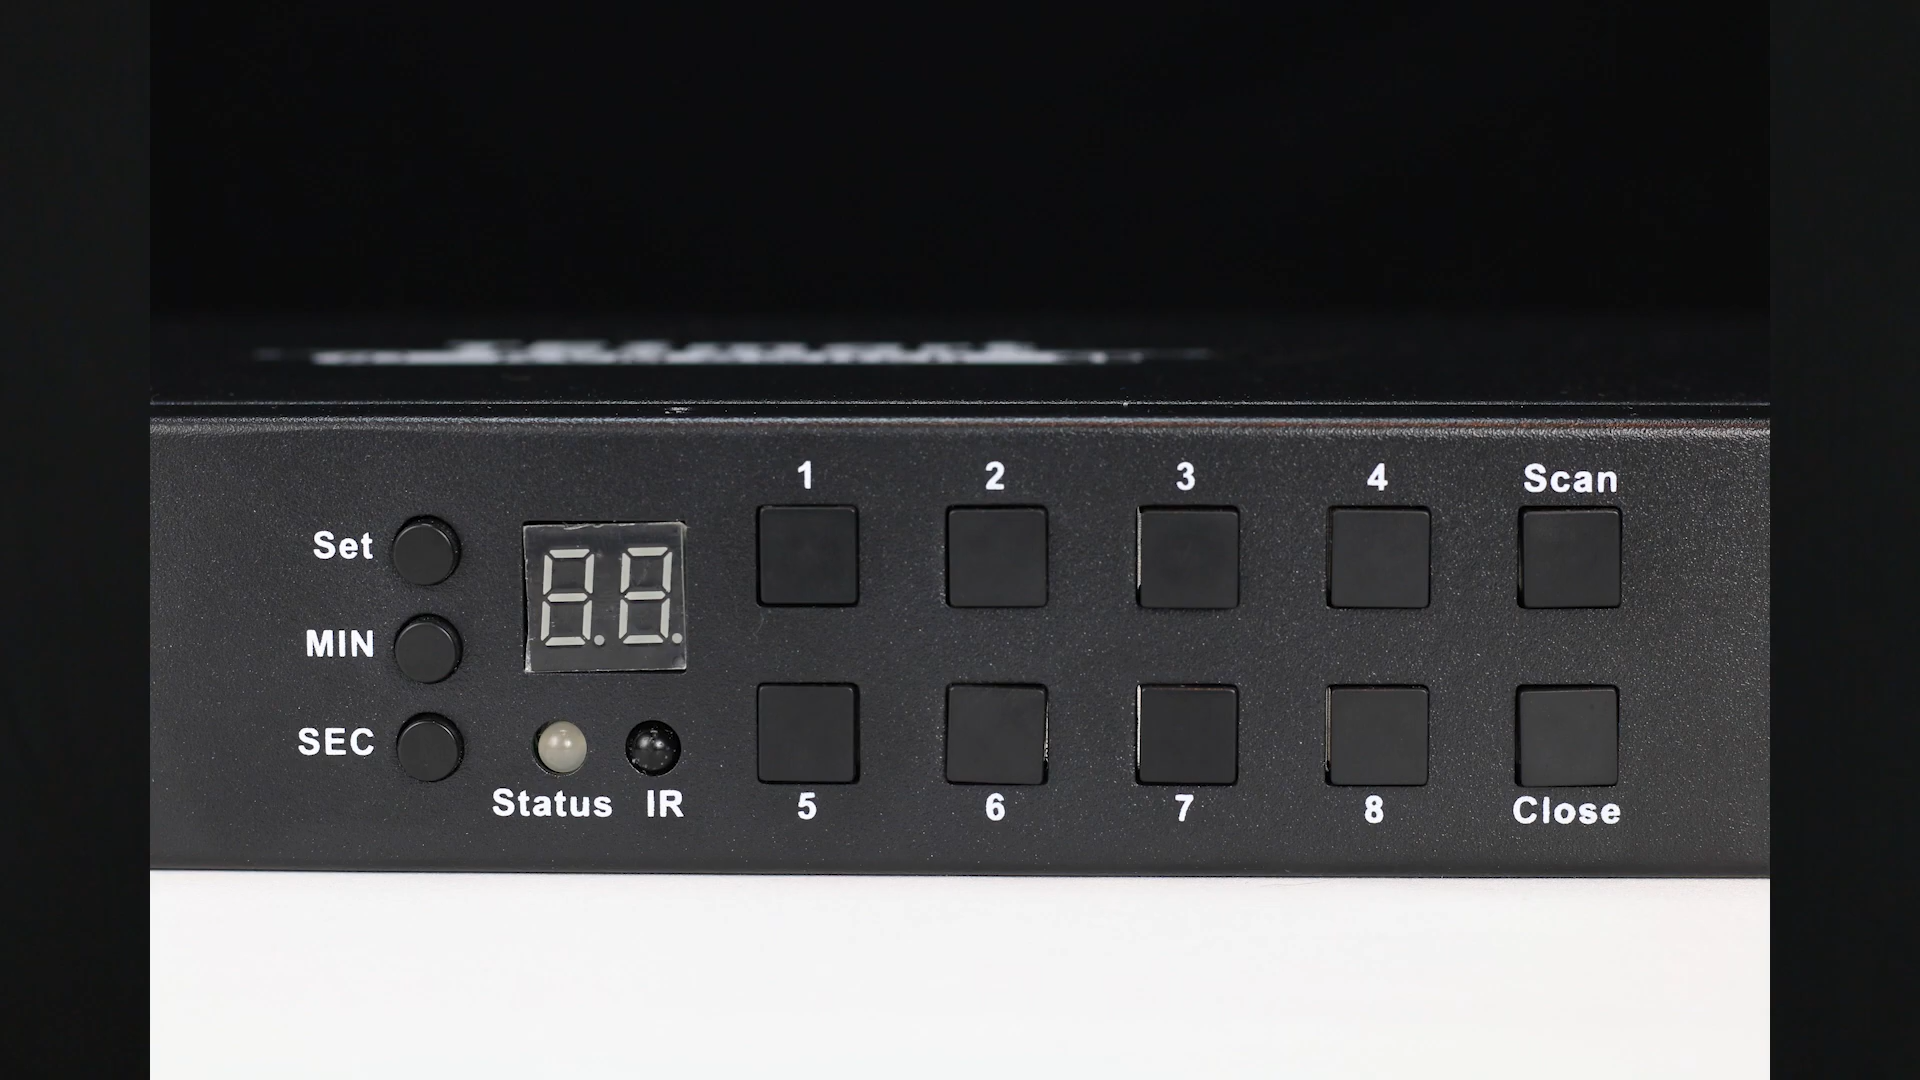 1 2 3 4 Scan
Set
MIN
SEC
Status IR
5 6 7 8 Close